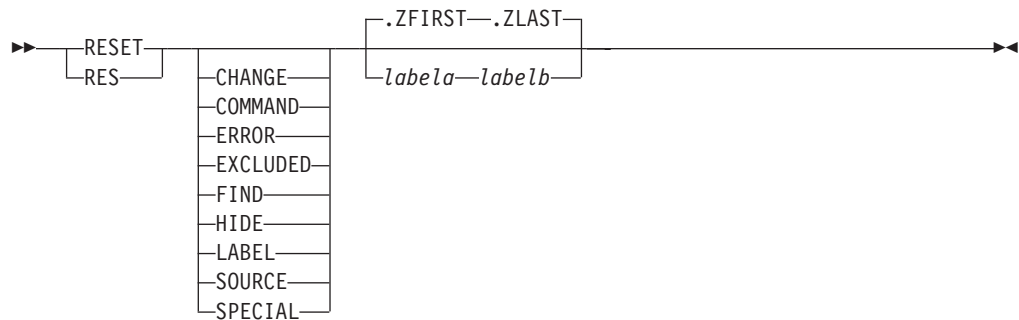 .ZFIRST .ZLAST
RESET
RES
CHANGE
labela labelb
COMMAND
ERROR
EXCLUDED
FIND
HIDE
LABEL
SOURCE
SPECIAL